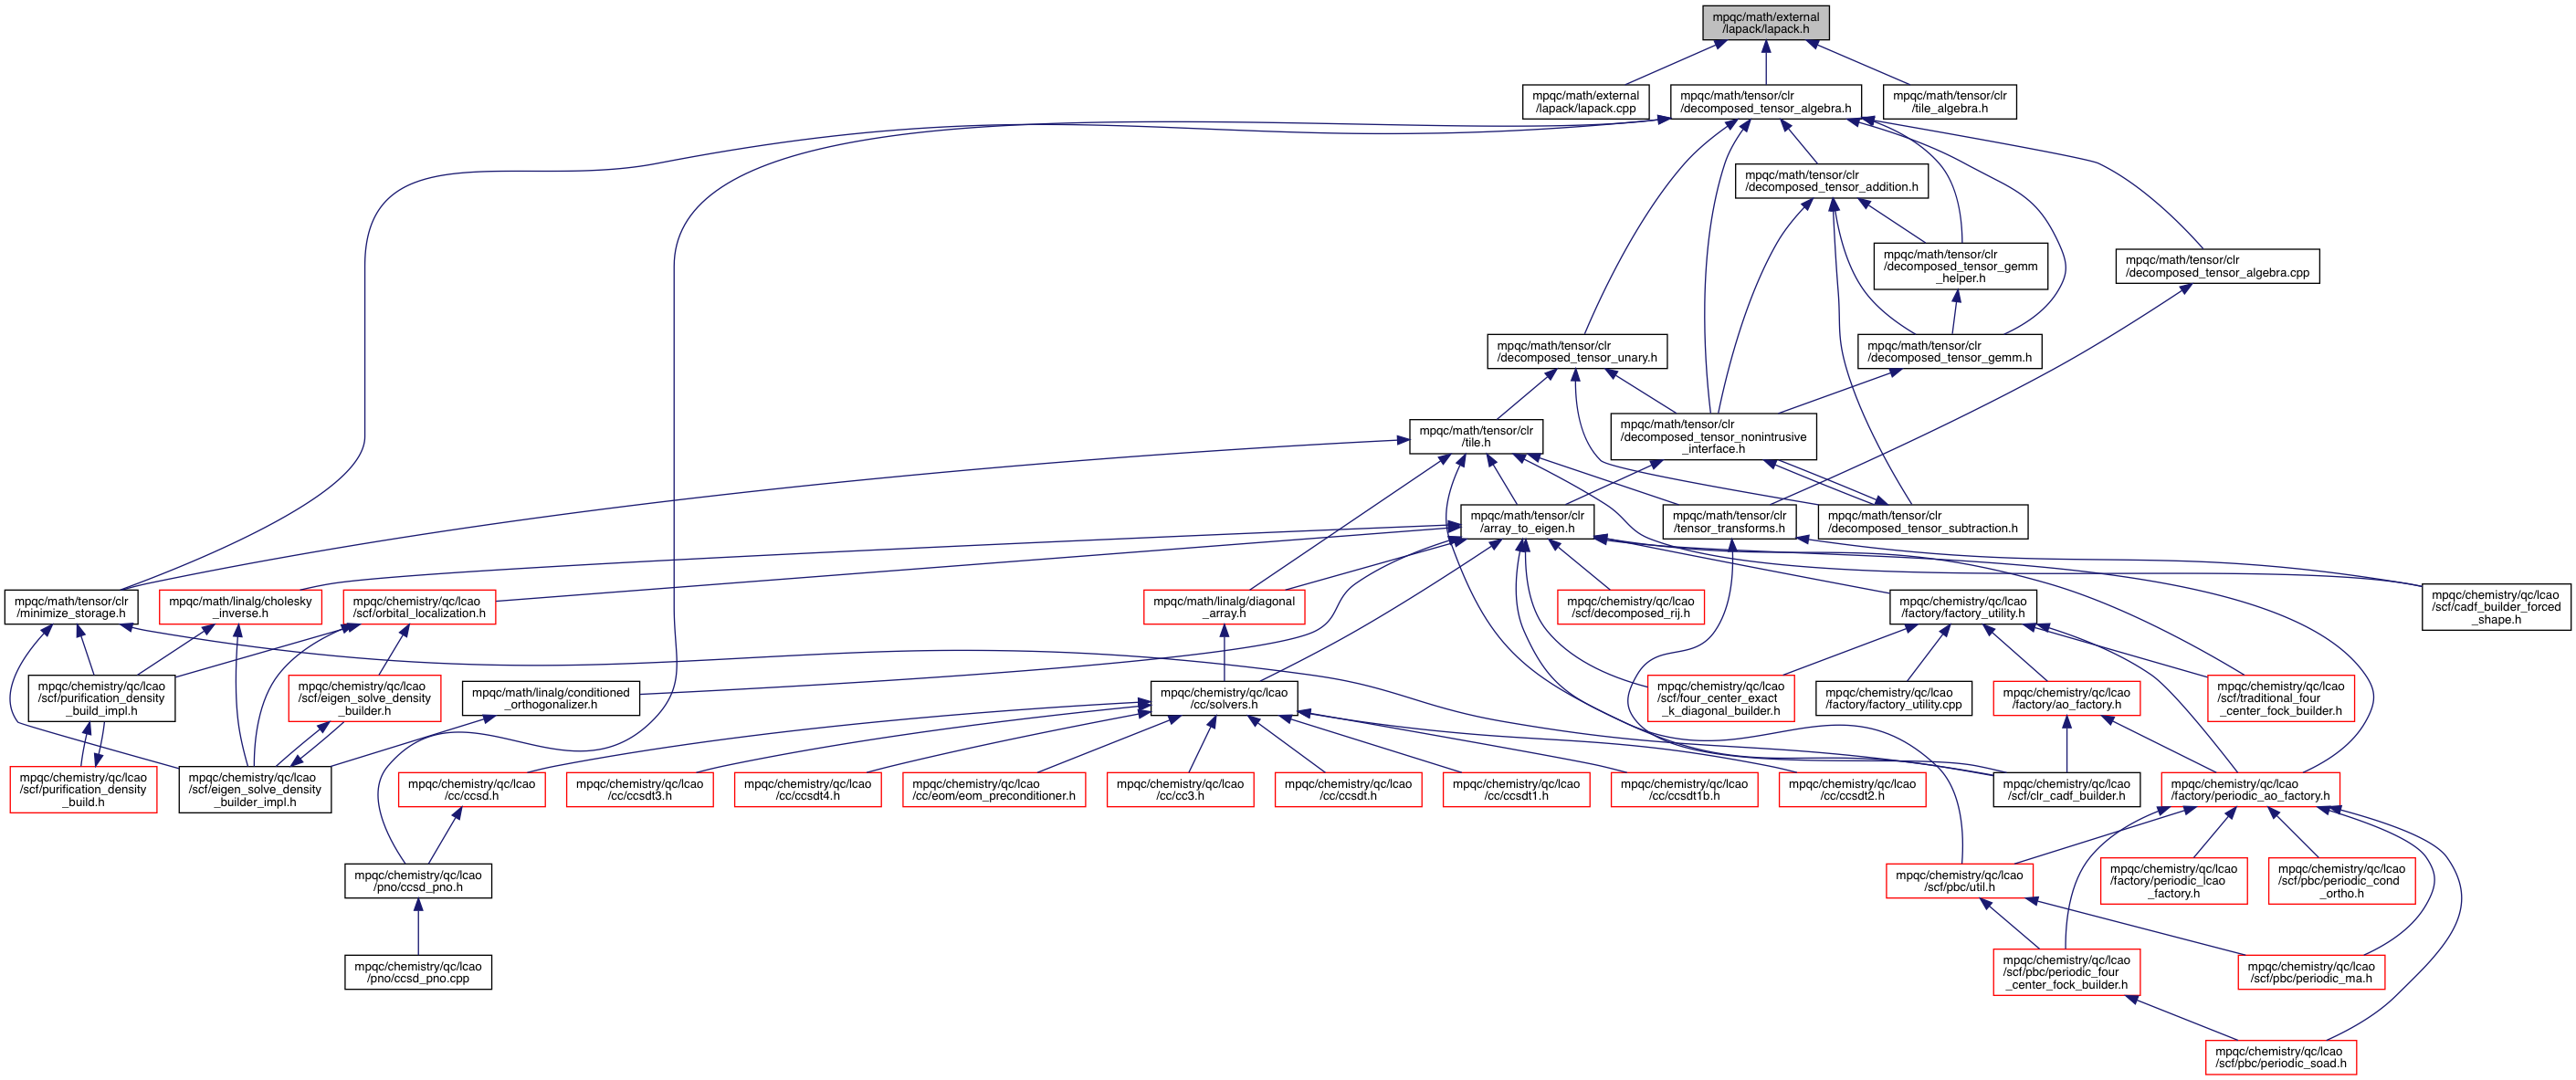 mpqc/math/external
/lapack/lapack.h
mpqc/math/external
/lapack/lapack.cpp
mpqc/math/tensor/clr
/decomposed_tensor_algebra.h
mpqc/math/tensor/clr
/tile_algebra.h
mpqc/math/tensor/clr
/decomposed_tensor_addition.h
mpqc/math/tensor/clr
/decomposed_tensor_gemm
_helper.h
mpqc/math/tensor/clr
/decomposed_tensor_algebra.cpp
mpqc/math/tensor/clr
/decomposed_tensor_unary.h
mpqc/math/tensor/clr
/decomposed_tensor_gemm.h
mpqc/math/tensor/clr
/tile.h
mpqc/math/tensor/clr
/decomposed_tensor_nonintrusive
_interface.h
mpqc/math/tensor/clr
/array_to_eigen.h
mpqc/math/tensor/clr
/tensor_transforms.h
mpqc/math/tensor/clr
/decomposed_tensor_subtraction.h
mpqc/math/tensor/clr
/minimize_storage.h
mpqc/math/linalg/cholesky
_inverse.h
mpqc/chemistry/qc/lcao
/scf/orbital_localization.h
mpqc/math/linalg/diagonal
_array.h
mpqc/chemistry/qc/lcao
/scf/decomposed_rij.h
mpqc/chemistry/qc/lcao
/factory/factory_utility.h
mpqc/chemistry/qc/lcao
/scf/cadf_builder_forced
_shape.h
mpqc/chemistry/qc/lcao
/scf/purification_density
_build_impl.h
mpqc/chemistry/qc/lcao
/scf/eigen_solve_density
_builder.h
mpqc/math/linalg/conditioned
_orthogonalizer.h
mpqc/chemistry/qc/lcao
/cc/solvers.h
mpqc/chemistry/qc/lcao
/scf/four_center_exact
_k_diagonal_builder.h
mpqc/chemistry/qc/lcao
/factory/factory_utility.cpp
mpqc/chemistry/qc/lcao
/factory/ao_factory.h
mpqc/chemistry/qc/lcao
/scf/traditional_four
_center_fock_builder.h
mpqc/chemistry/qc/lcao
/scf/purification_density
_build.h
mpqc/chemistry/qc/lcao
/scf/eigen_solve_density
_builder_impl.h
mpqc/chemistry/qc/lcao
/cc/ccsd.h
mpqc/chemistry/qc/lcao
/cc/ccsdt3.h
mpqc/chemistry/qc/lcao
/cc/ccsdt4.h
mpqc/chemistry/qc/lcao
/cc/eom/eom_preconditioner.h
mpqc/chemistry/qc/lcao
/cc/cc3.h
mpqc/chemistry/qc/lcao
/cc/ccsdt.h
mpqc/chemistry/qc/lcao
/cc/ccsdt1.h
mpqc/chemistry/qc/lcao
/cc/ccsdt1b.h
mpqc/chemistry/qc/lcao
/cc/ccsdt2.h
mpqc/chemistry/qc/lcao
/scf/clr_cadf_builder.h
mpqc/chemistry/qc/lcao
/factory/periodic_ao_factory.h
mpqc/chemistry/qc/lcao
/pno/ccsd_pno.h
mpqc/chemistry/qc/lcao
/scf/pbc/util.h
mpqc/chemistry/qc/lcao
/factory/periodic_lcao
_factory.h
mpqc/chemistry/qc/lcao
/scf/pbc/periodic_cond
_ortho.h
mpqc/chemistry/qc/lcao
/pno/ccsd_pno.cpp
mpqc/chemistry/qc/lcao
/scf/pbc/periodic_four
_center_fock_builder.h
mpqc/chemistry/qc/lcao
/scf/pbc/periodic_ma.h
mpqc/chemistry/qc/lcao
/scf/pbc/periodic_soad.h